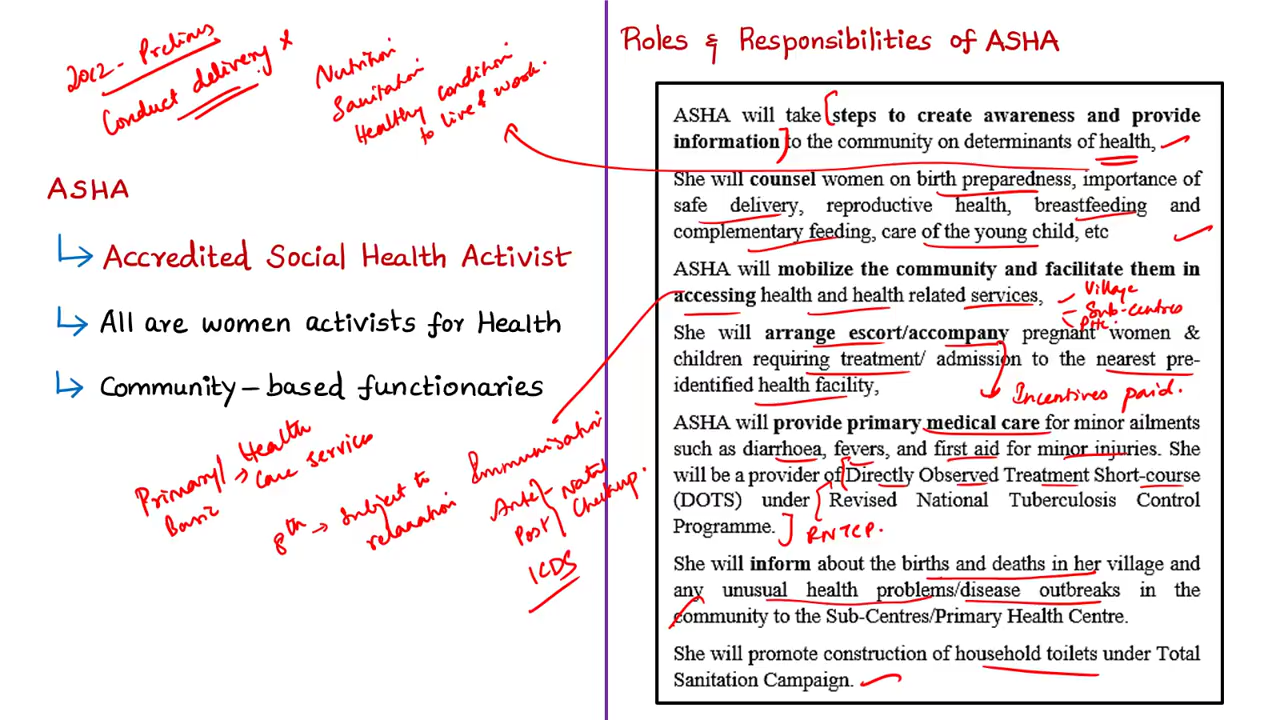 2012 - Prelims
Conduct delivery x
Nutrition
Sanitation
Healthy condition
to live & work.
ASHA
Accredited Social Health Activist
All are women activists for Health
Community-based functionaries
Primary/ → Health
Basic Care services
8th → Subject to
relaxation
Immunisation
Ante/ Natal
Post Checkup.
ICDS
Roles & Responsibilities of ASHA
ASHA will take steps to create awareness and provide
information to the community on determinants of health,
She will counsel women on birth preparedness, importance of
safe delivery, reproductive health, breastfeeding and
complementary feeding, care of the young child, etc
ASHA will mobilize the community and facilitate them in
accessing health and health related services,
Village
Sub-centres
PHC.
She will arrange escort/accompany pregnant women &
children requiring treatment/ admission to the nearest pre-
identified health facility,
Incentives paid.
ASHA will provide primary medical care for minor ailments
such as diarrhoea, fevers, and first aid for minor injuries. She
will be a provider of Directly Observed Treatment Short-course
(DOTS) under Revised National Tuberculosis Control
Programme.
RNTCP.
She will inform about the births and deaths in her village and
any unusual health problems/disease outbreaks in the
community to the Sub-Centres/Primary Health Centre.
She will promote construction of household toilets under Total
Sanitation Campaign.